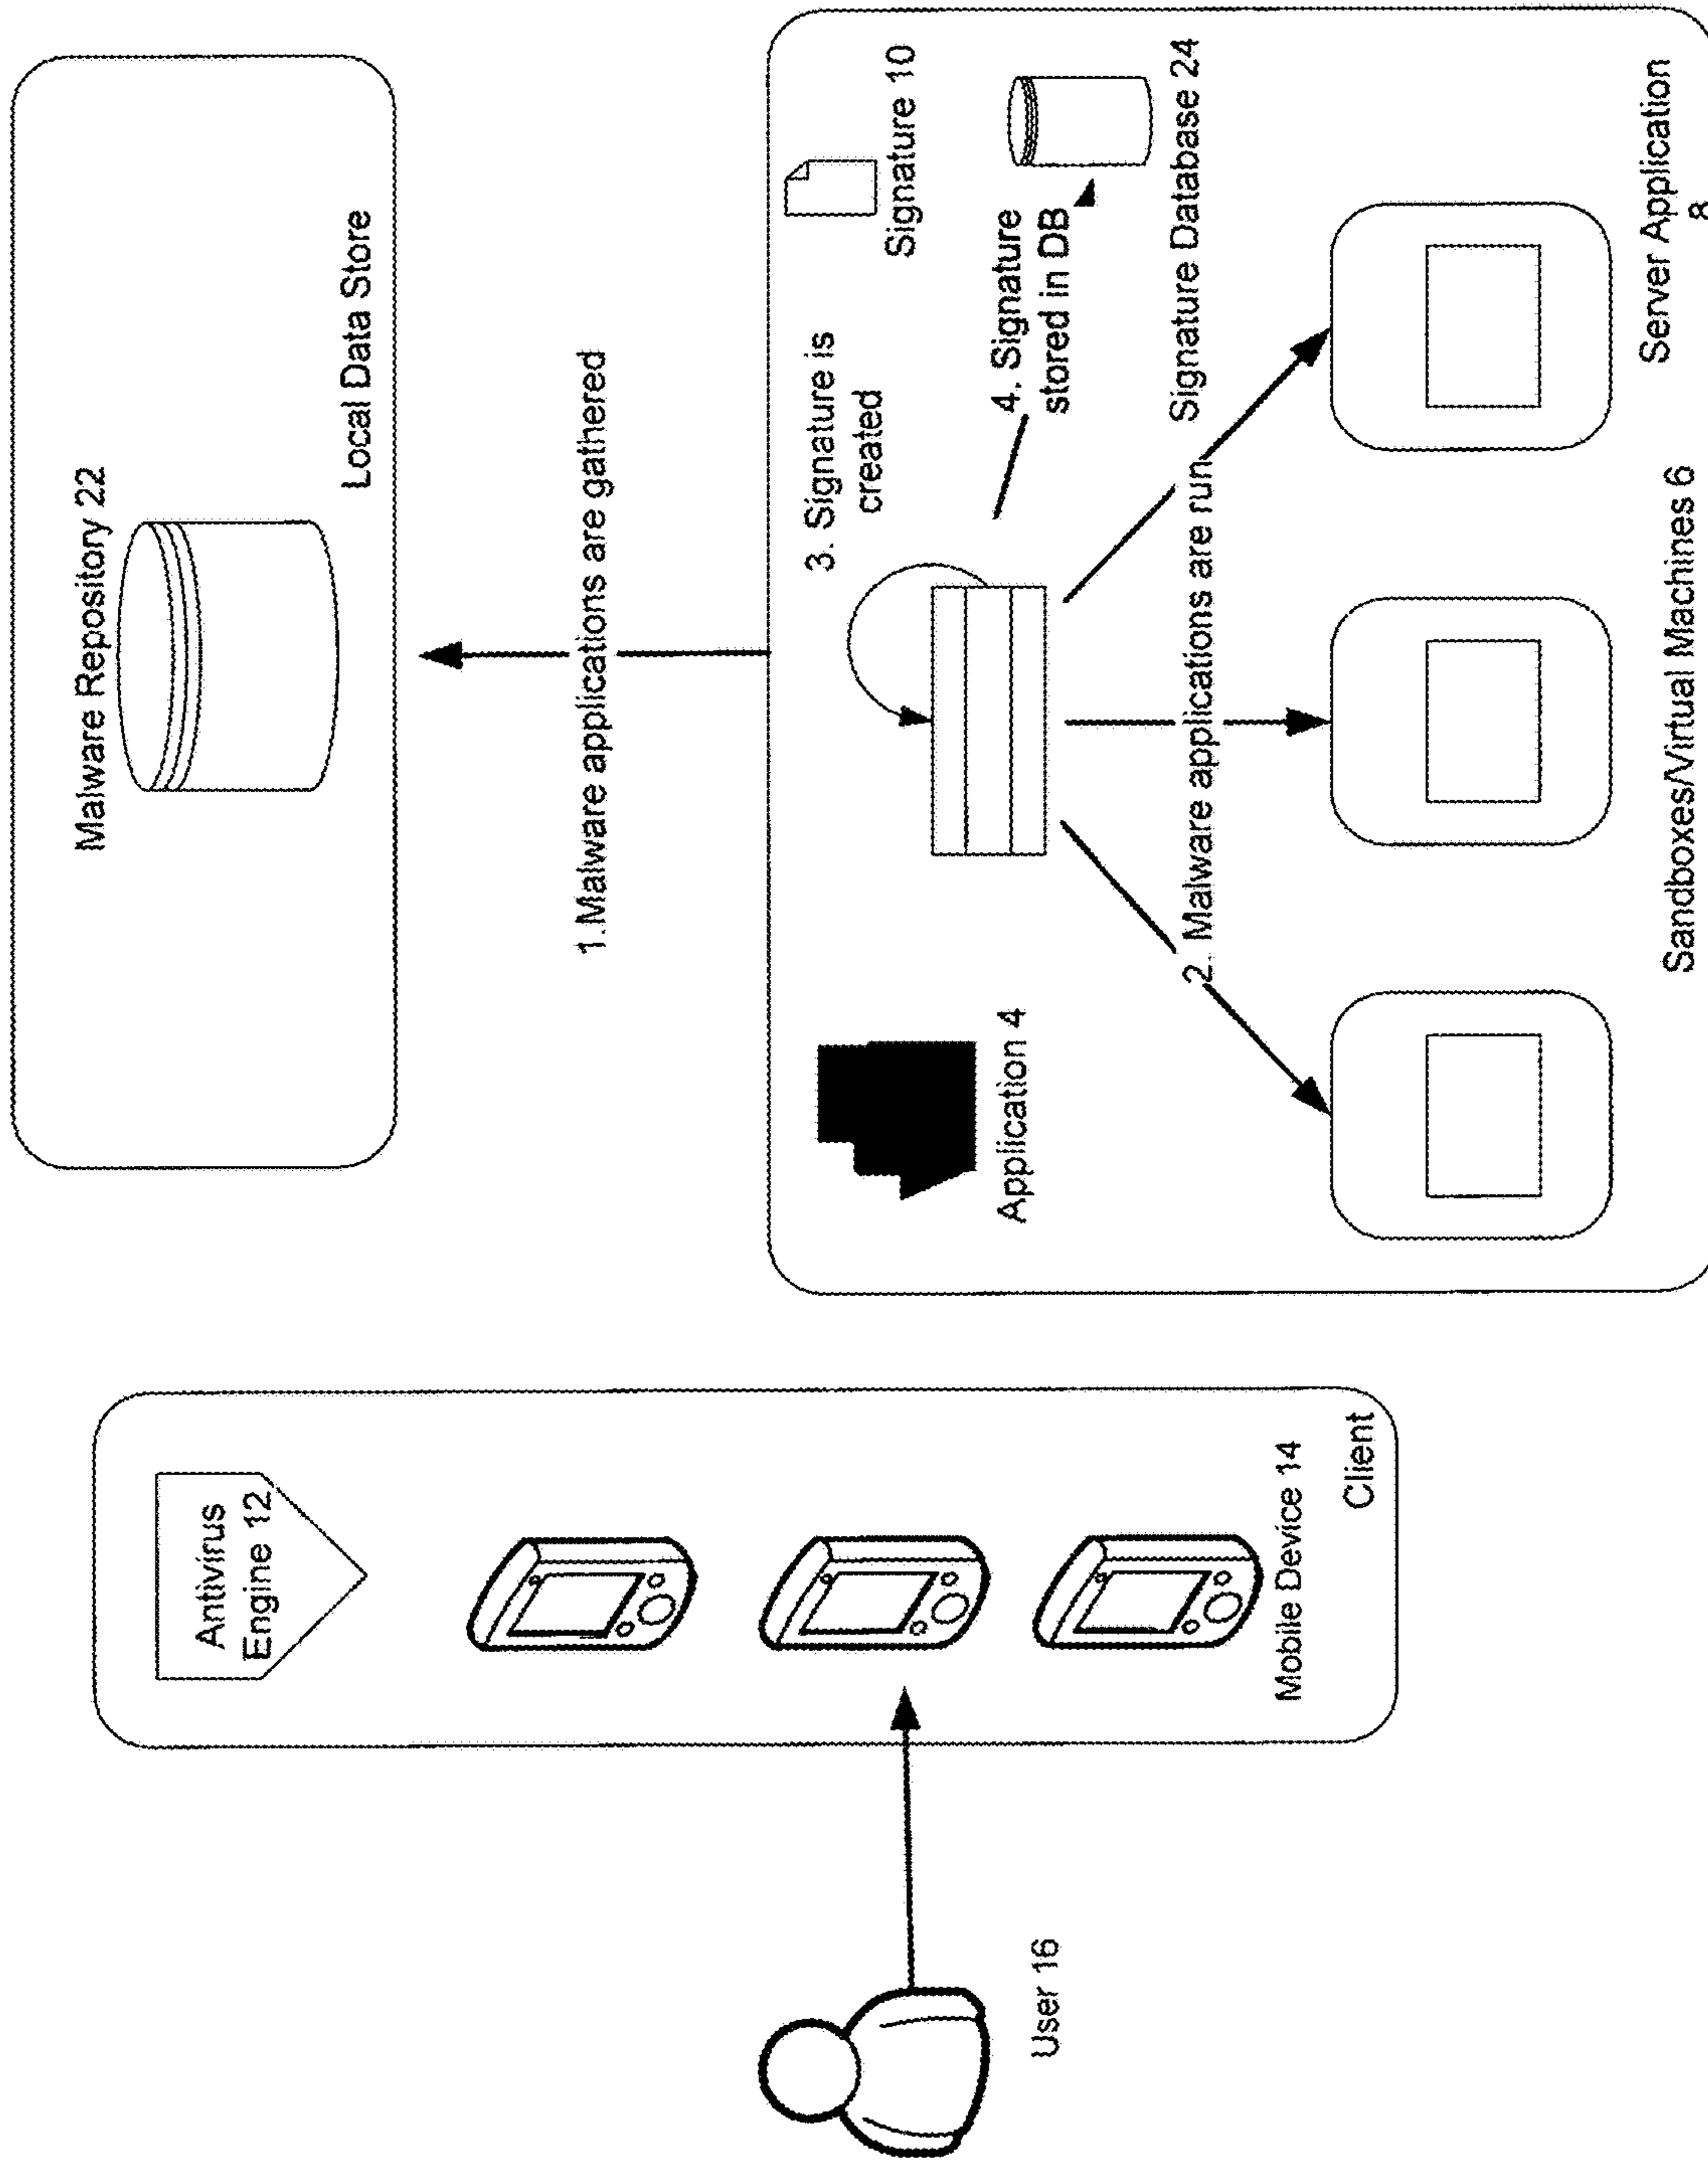 Malware Repository 22
Local Data Store
1.Malware applications are gathered
Antivirus
Engine 12
Mobile Device 14
Client
User 16
Application 4
3. Signature is
created
Signature 10
4. Signature
stored in DB
Signature Database 24
2. Malware applications are run
Sandboxes/Virtual Machines 6
Server Application
8